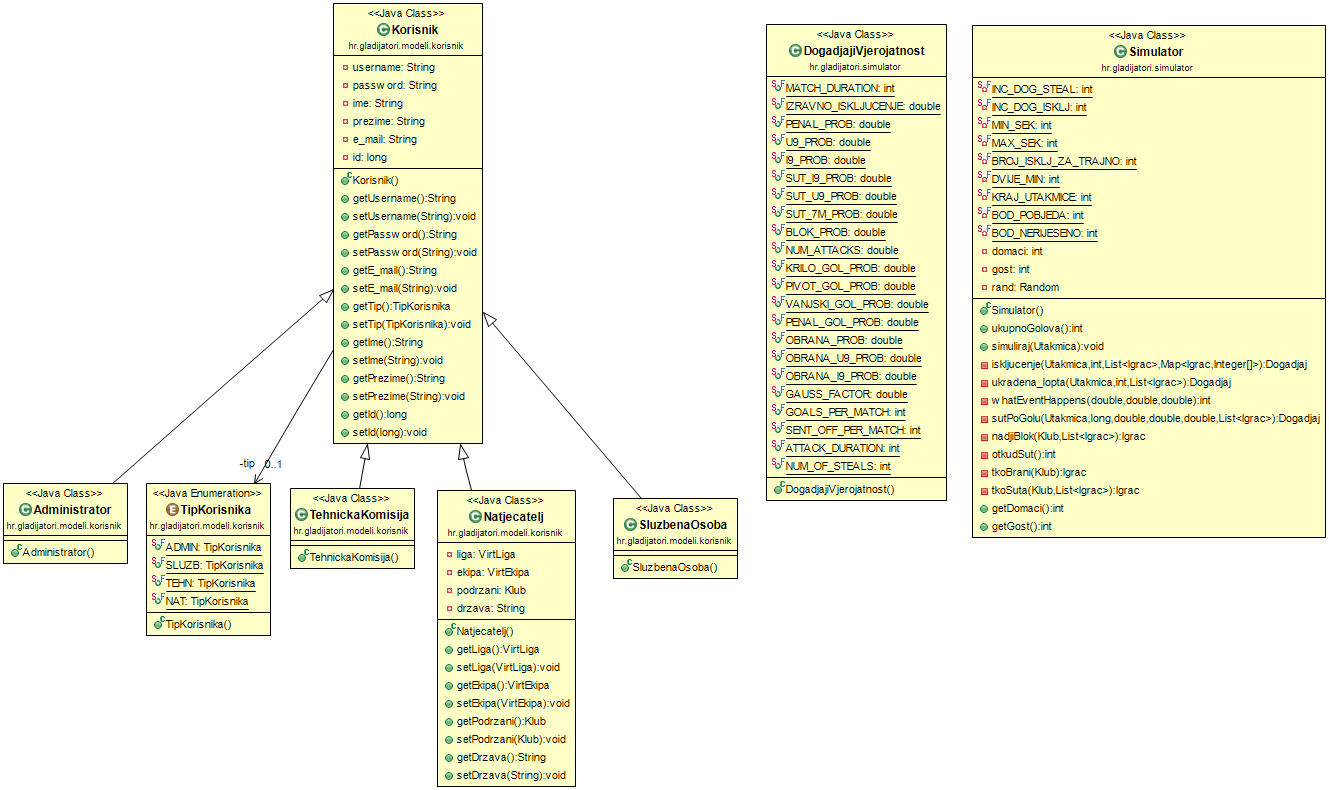 <<Java Class>>
Korisnik
hr.gladijatori.modeli.korisnik
username: String
password: String
ime: String
prezime: String
e_mail: String
id: long
Korisnik()
getUsername():String
setUsername(String):void
getPassword():String
setPassword(String):void
getE_mail():String
setE_mail(String):void
getTip():TipKorisnika
setTip(TipKorisnika):void
getIme():String
setIme(String):void
getPrezime():String
setPrezime(String):void
getId():long
setId(long):void
-tip 0..1
<<Java Class>>
Administrator
hr.gladijatori.modeli.korisnik
Administrator()
<<Java Enumeration>>
TipKorisnika
hr.gladijatori.modeli.korisnik
ADMIN: TipKorisnika
SLUZB: TipKorisnika
TEHN: TipKorisnika
NAT: TipKorisnika
TipKorisnika()
<<Java Class>>
TehnickaKomisija
hr.gladijatori.modeli.korisnik
TehnickaKomisija()
<<Java Class>>
Natjecatelj
hr.gladijatori.modeli.korisnik
liga: VirtLiga
ekipa: VirtEkipa
podrzani: Klub
drzava: String
Natjecatelj()
getLiga():VirtLiga
setLiga(VirtLiga):void
getEkipa():VirtEkipa
setEkipa(VirtEkipa):void
getPodrzani():Klub
setPodrzani(Klub):void
getDrzava():String
setDrzava(String):void
<<Java Class>>
SluzbenaOsoba
hr.gladijatori.modeli.korisnik
SluzbenaOsoba()
<<Java Class>>
DogadjajiVjerojatnost
hr.gladijatori.simulator
MATCH_DURATION: int
IZRAVNO_ISKLJUCENJE: double
PENAL_PROB: double
U9_PROB: double
I9_PROB: double
SUT_I9_PROB: double
SUT_U9_PROB: double
SUT_7M_PROB: double
BLOK_PROB: double
NUM_ATTACKS: double
KRILO_GOL_PROB: double
PIVOT_GOL_PROB: double
VANJSKI_GOL_PROB: double
PENAL_GOL_PROB: double
OBRANA_PROB: double
OBRANA_U9_PROB: double
OBRANA_I9_PROB: double
GAUSS_FACTOR: double
GOALS_PER_MATCH: int
SENT_OFF_PER_MATCH: int
ATTACK_DURATION: int
NUM_OF_STEALS: int
DogadjajiVjerojatnost()
<<Java Class>>
Simulator
hr.gladijatori.simulator
INC_DOG_STEAL: int
INC_DOG_ISKLJ: int
MIN_SEK: int
MAX_SEK: int
BROJ_ISKLJ_ZA_TRAJNO: int
DVIJE_MIN: int
KRAJ_UTAKMICE: int
BOD_POBJEDA: int
BOD_NERIJESENO: int
domaci: int
gost: int
rand: Random
Simulator()
ukupnoGolova():int
simuliraj(Utakmica):void
iskljucenje(Utakmica,int,List<Igrac>,Map<Igrac,Integer[]>):Dogadjaj
ukradena_lopta(Utakmica,int,List<Igrac>):Dogadjaj
whatEventHappens(double,double,double):int
sutPoGolu(Utakmica,long,double,double,double,List<Igrac>):Dogadjaj
nadjiBlok(Klub,List<Igrac>):Igrac
otkudSut():int
tkoBrani(Klub):Igrac
tkoSuta(Klub,List<Igrac>):Igrac
getDomaci():int
getGost():int